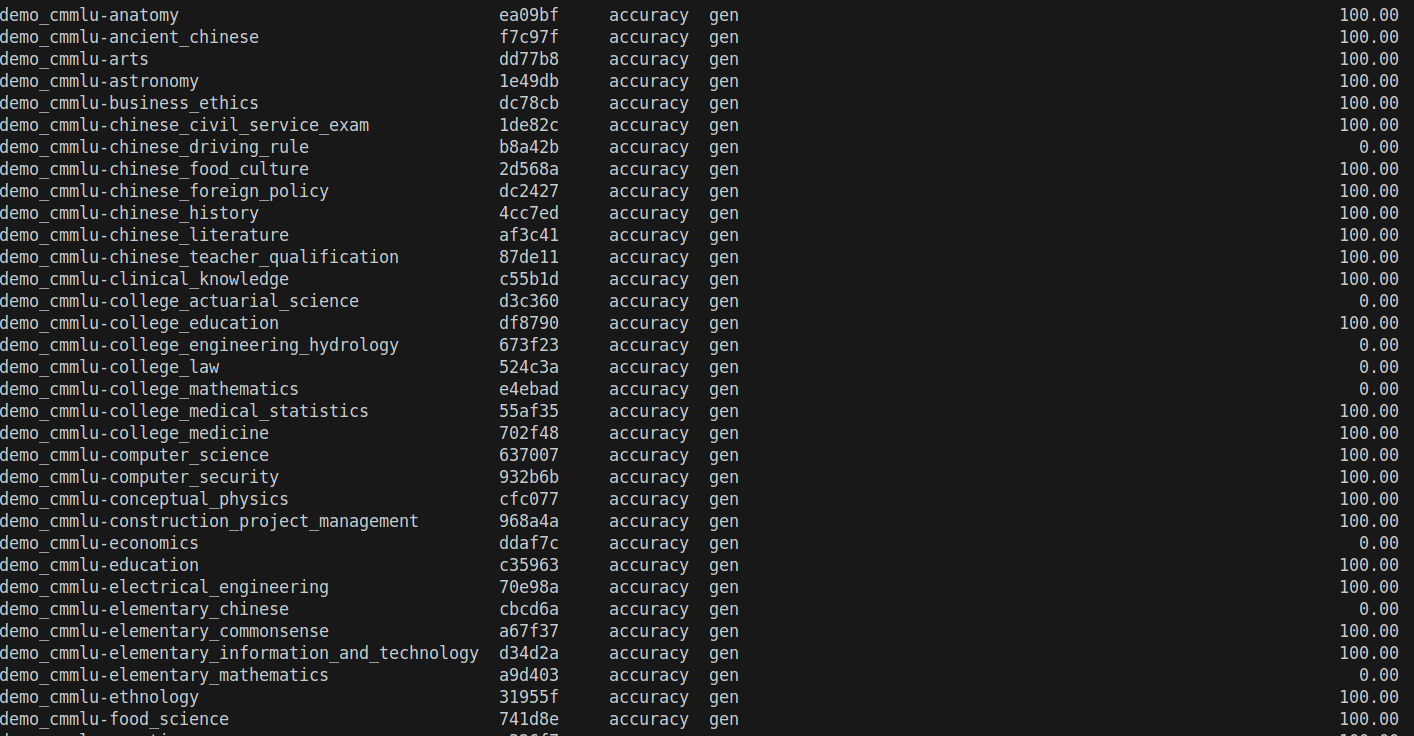 demo_cmmlu-anatomy ea09bf accuracy gen 100.00
demo_cmmlu-ancient_chinese f7c97f accuracy gen 100.00
demo_cmmlu-arts dd77b8 accuracy gen 100.00
demo_cmmlu-astronomy 1e49db accuracy gen 100.00
demo_cmmlu-business_ethics dc78cb accuracy gen 100.00
demo_cmmlu-chinese_civil_service_exam 1de82c accuracy gen 100.00
demo_cmmlu-chinese_driving_rule b8a42b accuracy gen 0.00
demo_cmmlu-chinese_food_culture 2d568a accuracy gen 100.00
demo_cmmlu-chinese_foreign_policy dc2427 accuracy gen 100.00
demo_cmmlu-chinese_history 4cc7ed accuracy gen 100.00
demo_cmmlu-chinese_literature af3c41 accuracy gen 100.00
demo_cmmlu-chinese_teacher_qualification 87de11 accuracy gen 100.00
demo_cmmlu-clinical_knowledge c55b1d accuracy gen 100.00
demo_cmmlu-college_actuarial_science d3c360 accuracy gen 0.00
demo_cmmlu-college_education df8790 accuracy gen 100.00
demo_cmmlu-college_engineering_hydrology 673f23 accuracy gen 0.00
demo_cmmlu-college_law 524c3a accuracy gen 0.00
demo_cmmlu-college_mathematics e4ebad accuracy gen 0.00
demo_cmmlu-college_medical_statistics 55af35 accuracy gen 100.00
demo_cmmlu-college_medicine 702f48 accuracy gen 100.00
demo_cmmlu-computer_science 637007 accuracy gen 100.00
demo_cmmlu-computer_security 932b6b accuracy gen 100.00
demo_cmmlu-conceptual_physics cfc077 accuracy gen 100.00
demo_cmmlu-construction_project_management 968a4a accuracy gen 100.00
demo_cmmlu-economics ddaf7c accuracy gen 0.00
demo_cmmlu-education c35963 accuracy gen 100.00
demo_cmmlu-electrical_engineering 70e98a accuracy gen 100.00
demo_cmmlu-elementary_chinese cbcd6a accuracy gen 0.00
demo_cmmlu-elementary_commonsense a67f37 accuracy gen 100.00
demo_cmmlu-elementary_information_and_technology d34d2a accuracy gen 100.00
demo_cmmlu-elementary_mathematics a9d403 accuracy gen 0.00
demo_cmmlu-ethnology 31955f accuracy gen 100.00
demo_cmmlu-food_science 741d8e accuracy gen 100.00